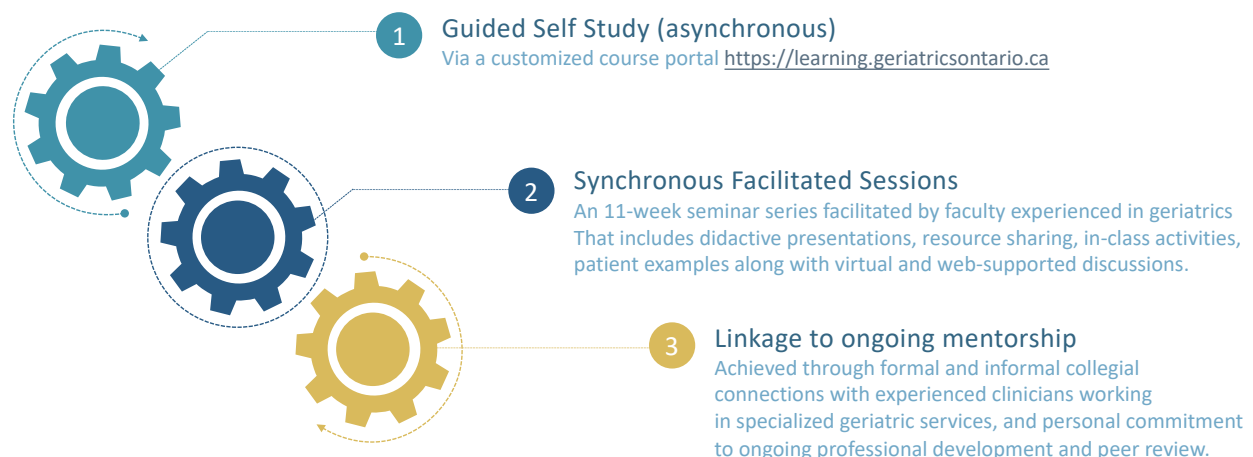 1
Guided Self Study (asynchronous)
Via a customized course portal https://learning.geriatricsontario.ca
2
Synchronous Facilitated Sessions
An 11-week seminar series facilitated by faculty experienced in geriatrics
That includes didactive presentations, resource sharing, in-class activities,
patient examples along with virtual and web-supported discussions.
3
Linkage to ongoing mentorship
Achieved through formal and informal collegial
connections with experienced clinicians working
in specialized geriatric services, and personal commitment
to ongoing professional development and peer review.